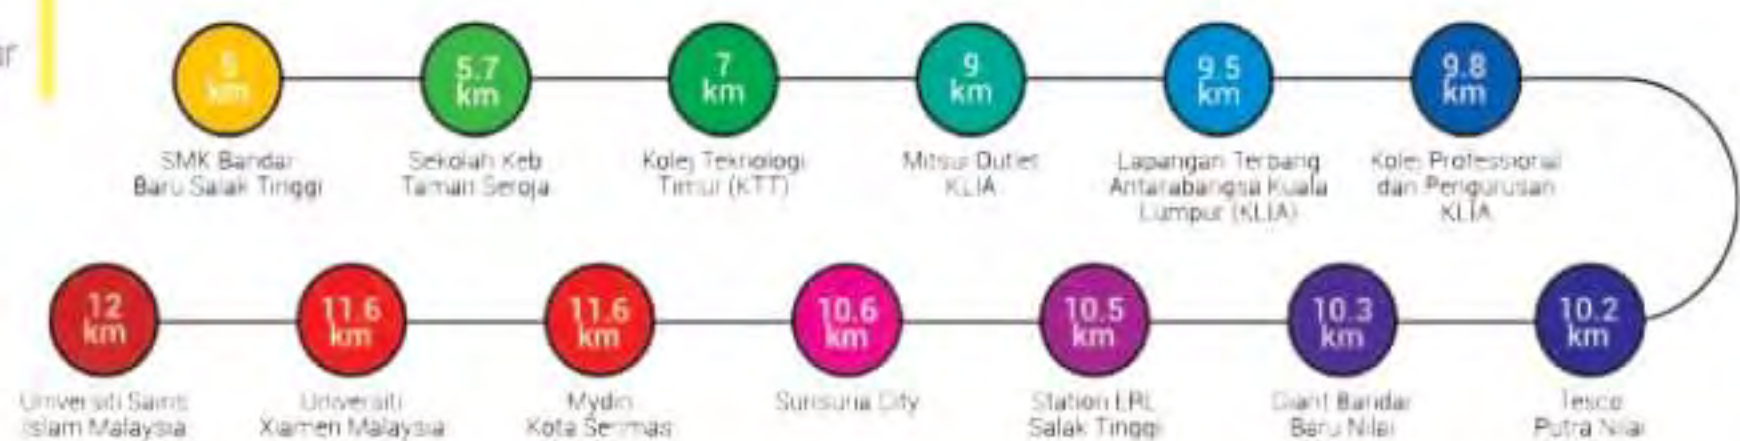 5
km
5.7
km
7
km
9
km
9.5
km
9.8
km
SMK Bandar
Baru Salak Tinggi
Sekolah Keb
Taman Seroja
Kolej Teknologi
Timur (KTT)
Mitsui Outlet
KLIA
Lapangan Terbang
Antarabangsa Kuala
Lumpur (KLIA)
Kolej Professional
dan Pengurusan
KLIA
12
km
11.6
km
11.6
km
10.6
km
10.5
km
10.3
km
10.2
km
Universiti Sains
Islam Malaysia
Universiti
Xiamen Malaysia
Mydin
Kota Seriemas
Sunsuria City
Station ERL
Salak Tinggi
Giant Bandar
Baru Nilai
Tesco
Putra Nilai